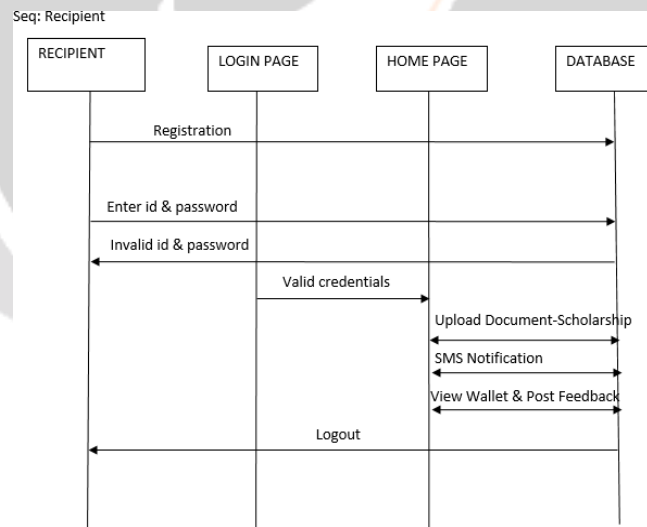 Seq: Recipient
RECIPIENT
LOGIN PAGE
HOME PAGE
DATABASE
Registration
Enter id & password
Invalid id & password
Valid credentials
Upload Document-Scholarship
SMS Notification
View Wallet & Post Feedback
Logout